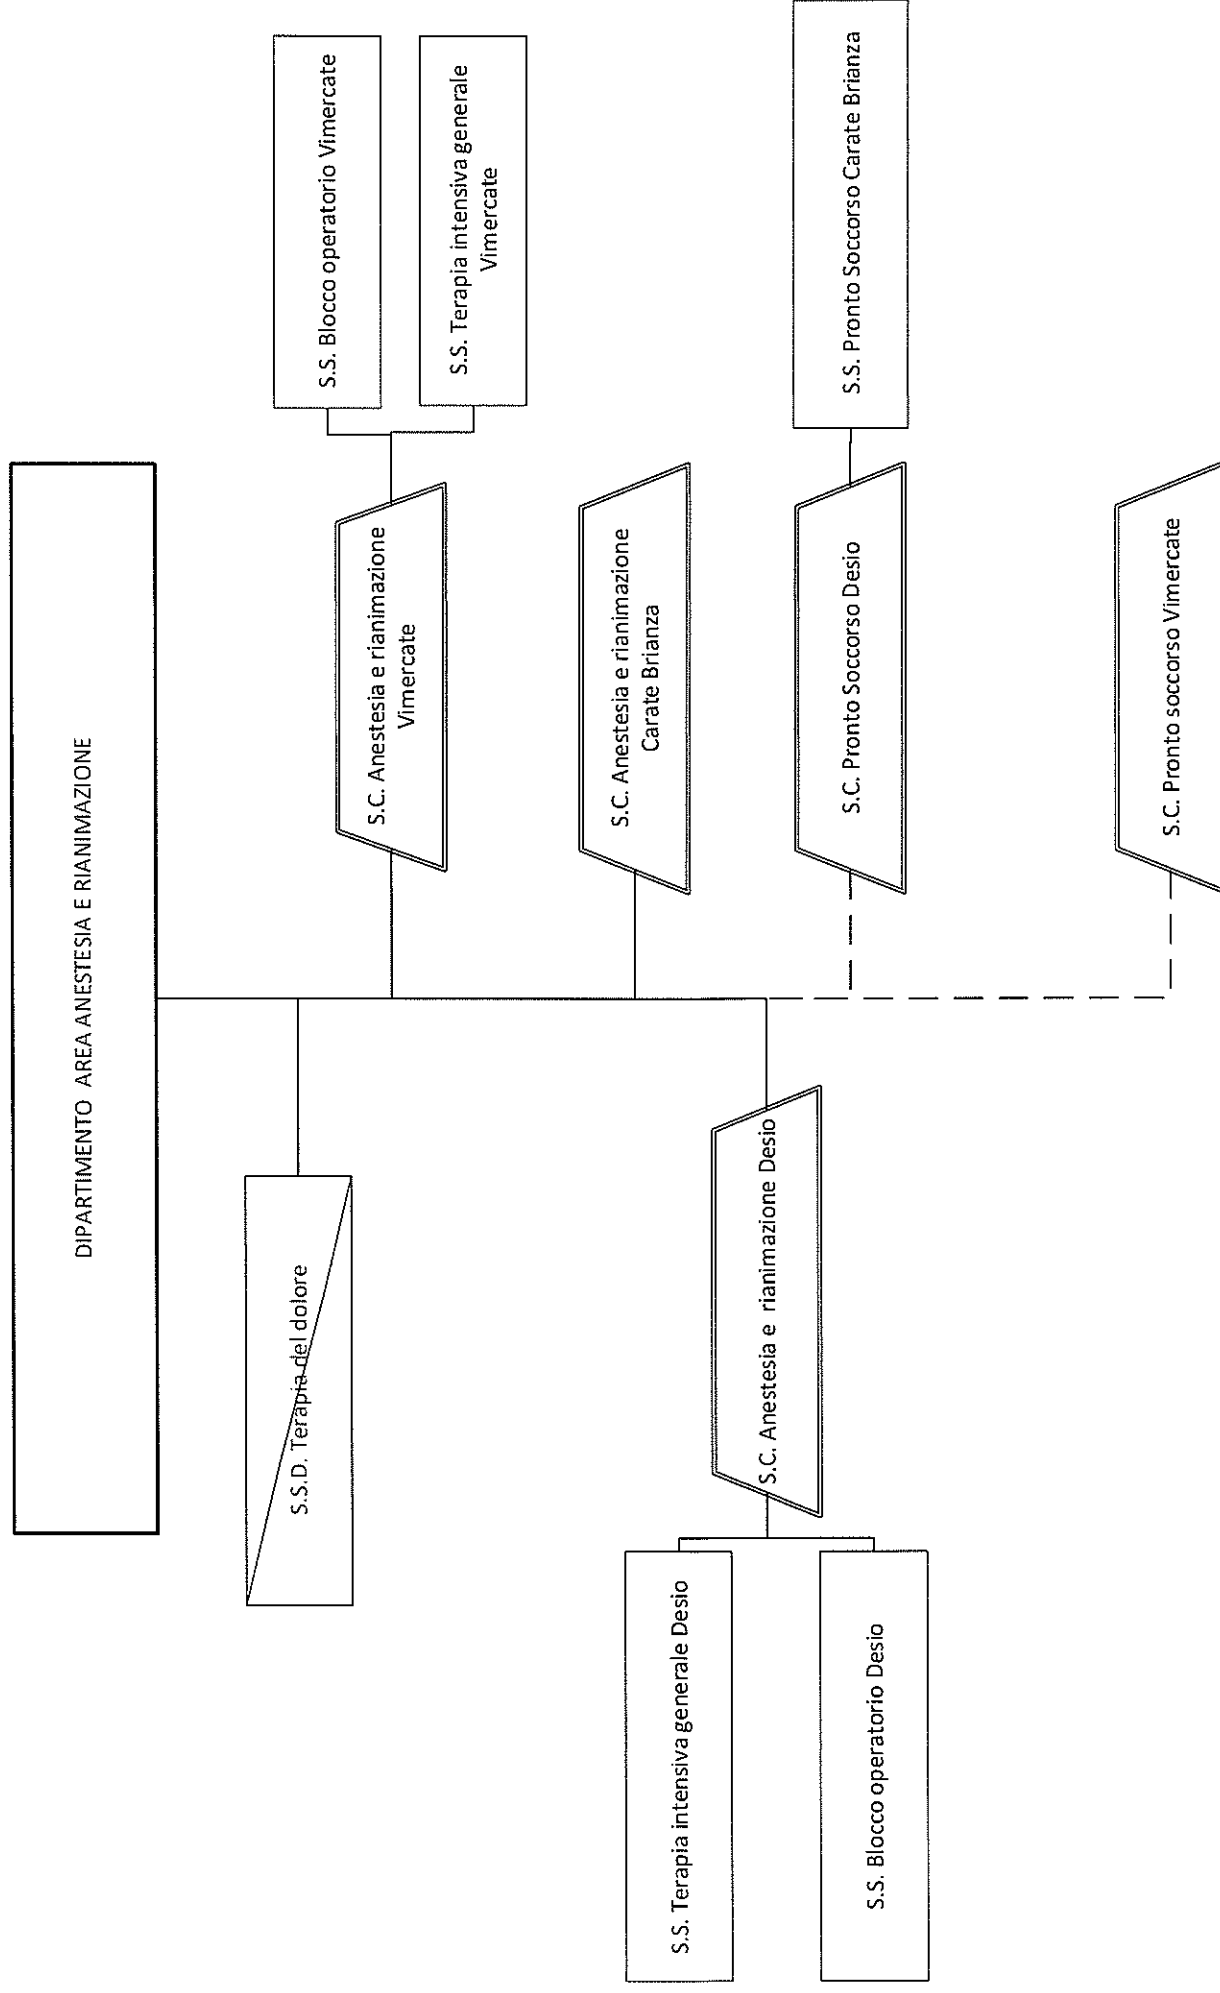 DIPARTIMENTO AREA ANESTESIA E RIANIMAZIONE
S.S.D. Terapia del dolore
S.S. Blocco operatorio Vimercate
S.C. Anestesia e rianimazione
Vimercate
S.S. Terapia intensiva generale
Vimercate
S.C. Anestesia e rianimazione
Carate Brianza
S.S. Terapia intensiva generale Desio
S.C. Anestesia e rianimazione Desio
S.S. Blocco operatorio Desio
S.C. Pronto Soccorso Desio
S.S. Pronto Soccorso Carate Brianza
S.C. Pronto soccorso Vimercate